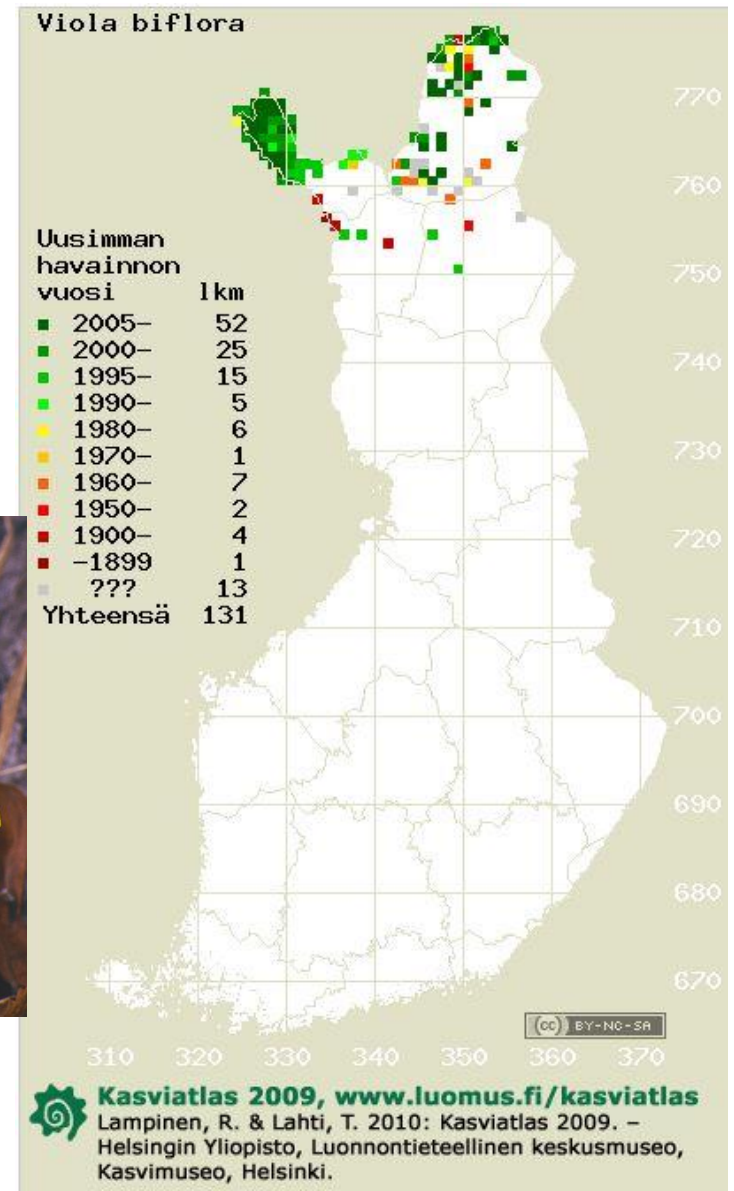 Viola biflora
770
760
750
740
730
720
710
700
690
680
670
Uusimman
havainnon
vuosi lkm
2005– 52
2000– 25
1995– 15
1990– 5
1980– 6
1970– 1
1960– 7
1950– 2
1900– 4
–1899 1
??? 13
Yhteensä 131
(cc) BY-NC-SA
310 320 330 340 350 360 370
Kasviatlas 2009, www.luomus.fi/kasviatlas
Lampinen, R. & Lahti, T. 2010: Kasviatlas 2009. –
Helsingin Yliopisto, Luonnontieteellinen keskusmuseo,
Kasvimuseo, Helsinki.